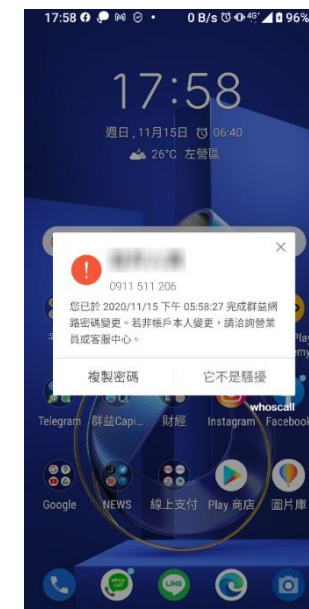 17:58
0 B/s
4G⁺
96%
17:58
週日 , 11月15日
06:40
26°C 左營區
0911 511 206
您已於 2020/11/15 下午 05:58:27 完成群益網
路密碼變更。若非帳戶本人變更，請洽詢營業
員或客服中心。
複製密碼
它不是騷擾
whoscall
Telegram
群益Capi...
財經
Instagram
Facebook
Google
NEWS
線上支付
Play 商店
圖片庫
LINE